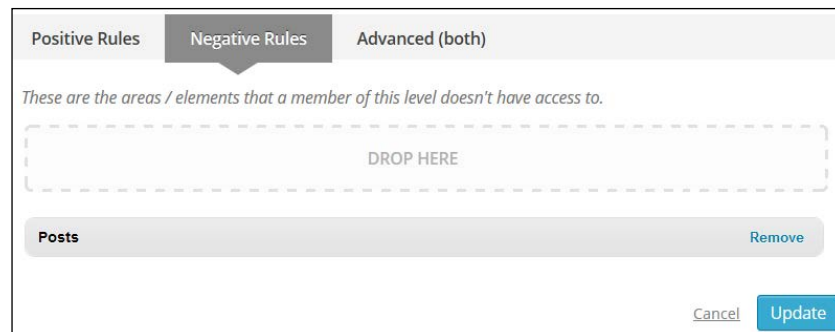 Positive Rules Negative Rules Advanced (both)
These are the areas / elements that a member of this level doesn't have access to.
DROP HERE
Posts Remove
Cancel Update